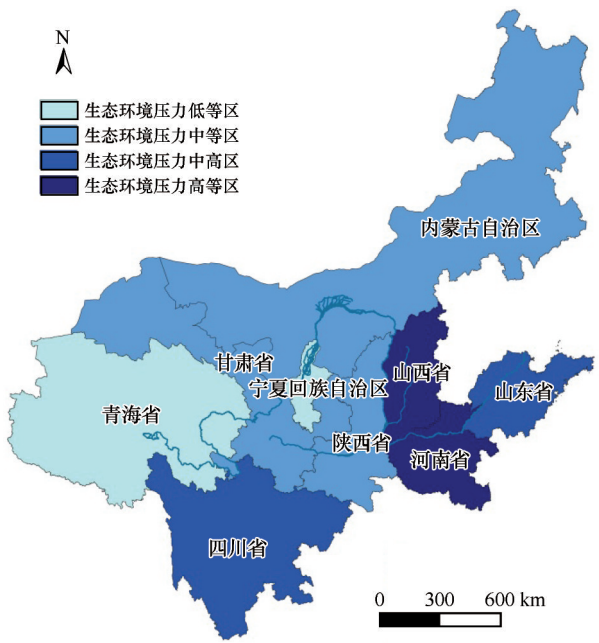 N
生态环境压力低等区
生态环境压力中等区
生态环境压力中高区
生态环境压力高等区
内蒙古自治区
甘肃省
宁夏回族自治区
山西省
山东省
青海省
陕西省
河南省
四川省
0 300 600 km